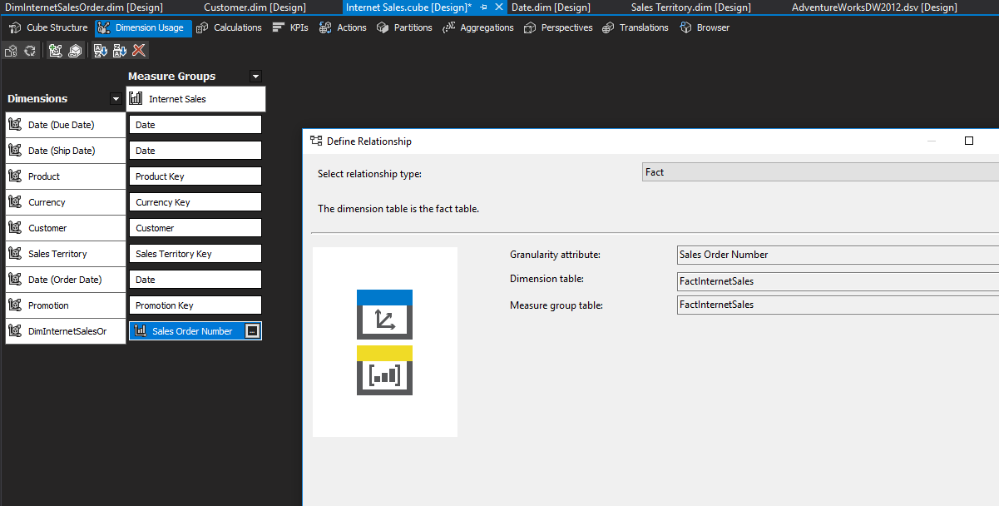 DimInternetSalesOrder.dim [Design] Customer.dim [Design] Internet Sales.cube [Design]* Date.dim [Design] Sales Territory.dim [Design] AdventureWorksDW2012.dsv [Design]
Cube Structure Dimension Usage Calculations KPIs Actions Partitions Aggregations Perspectives Translations Browser
Measure Groups
Dimensions Internet Sales
Date (Due Date) Date
Date (Ship Date) Date
Product Product Key
Currency Currency Key
Customer Customer
Sales Territory Sales Territory Key
Date (Order Date) Date
Promotion Promotion Key
DimInternetSalesOr Sales Order Number ...
Define Relationship
Select relationship type: Fact
The dimension table is the fact table.
Granularity attribute: Sales Order Number
Dimension table: FactInternetSales
Measure group table: FactInternetSales